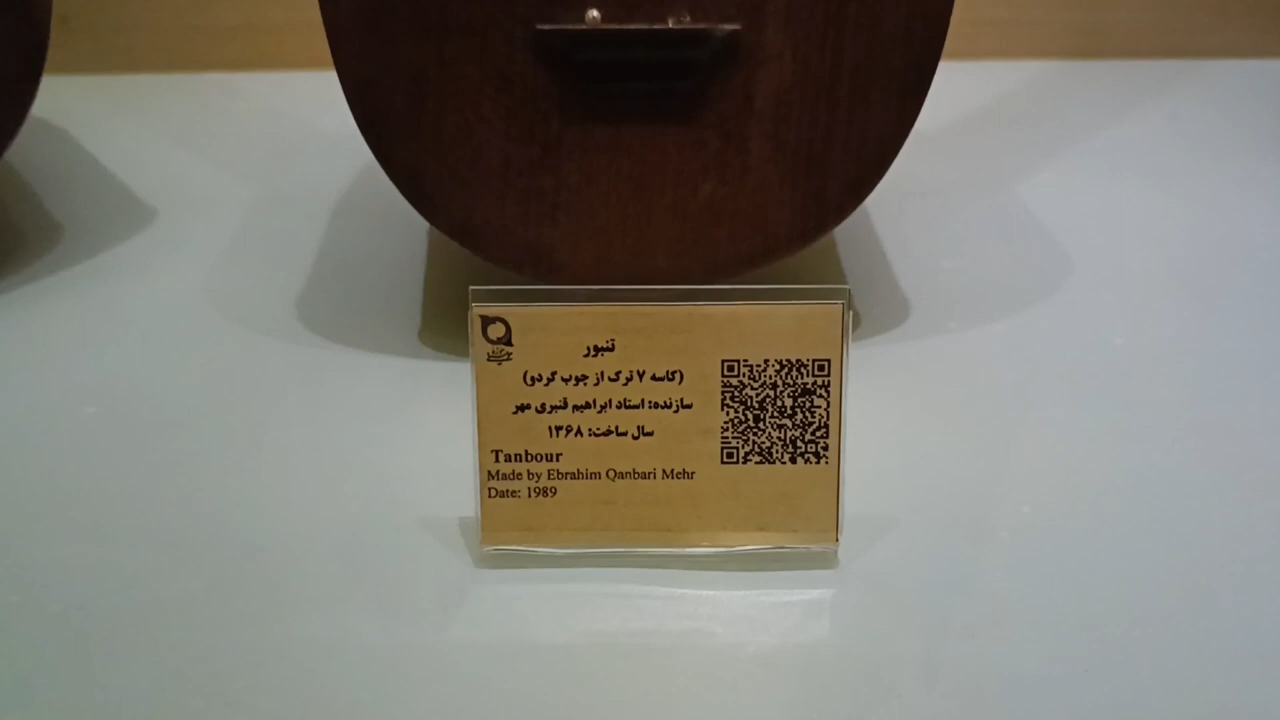 تنبور
(کاسه ۷ ترک از چوب گردو)
سازنده: استاد ابراهیم قنبری مهر
سال ساخت: ۱۳۶۸
Tanbour
Made by Ebrahim Qanbari Mehr
Date: 1989